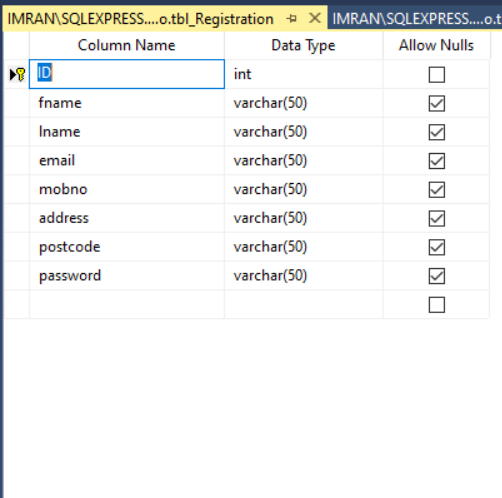 IMRAN\SQLEXPRESS....o.tbl_Registration IMRAN\SQLEXPRESS....o.t
Column Name Data Type Allow Nulls
ID int
fname varchar(50)
lname varchar(50)
email varchar(50)
mobno varchar(50)
address varchar(50)
postcode varchar(50)
password varchar(50)